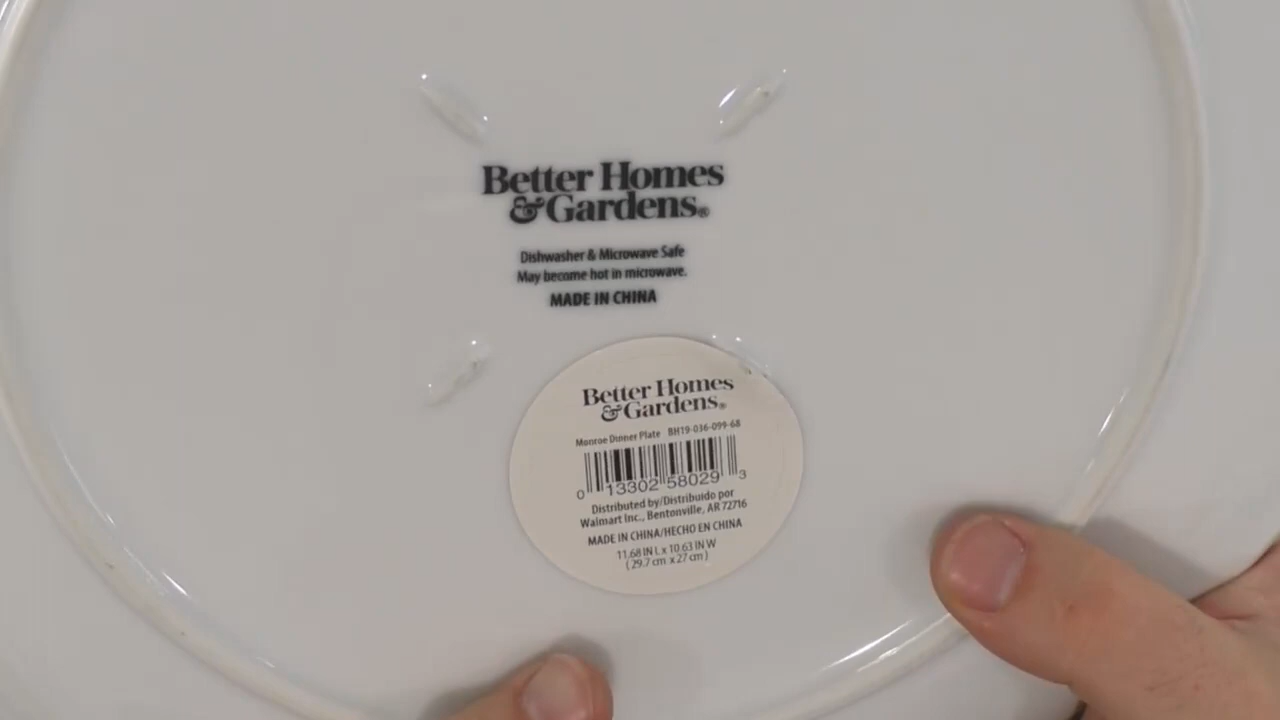 Better Homes
&Gardens®
Dishwasher & Microwave Safe
May become hot in microwave.
MADE IN CHINA
Better Homes
&Gardens®
Monroe Dinner Plate BH19-036-099-68
0 13302 58029 3
Distributed by/Distribuido por
Walmart Inc., Bentonville, AR 72716
MADE IN CHINA/HECHO EN CHINA
11.68 IN L x 10.63 IN W
(29.7 cm x 27 cm)